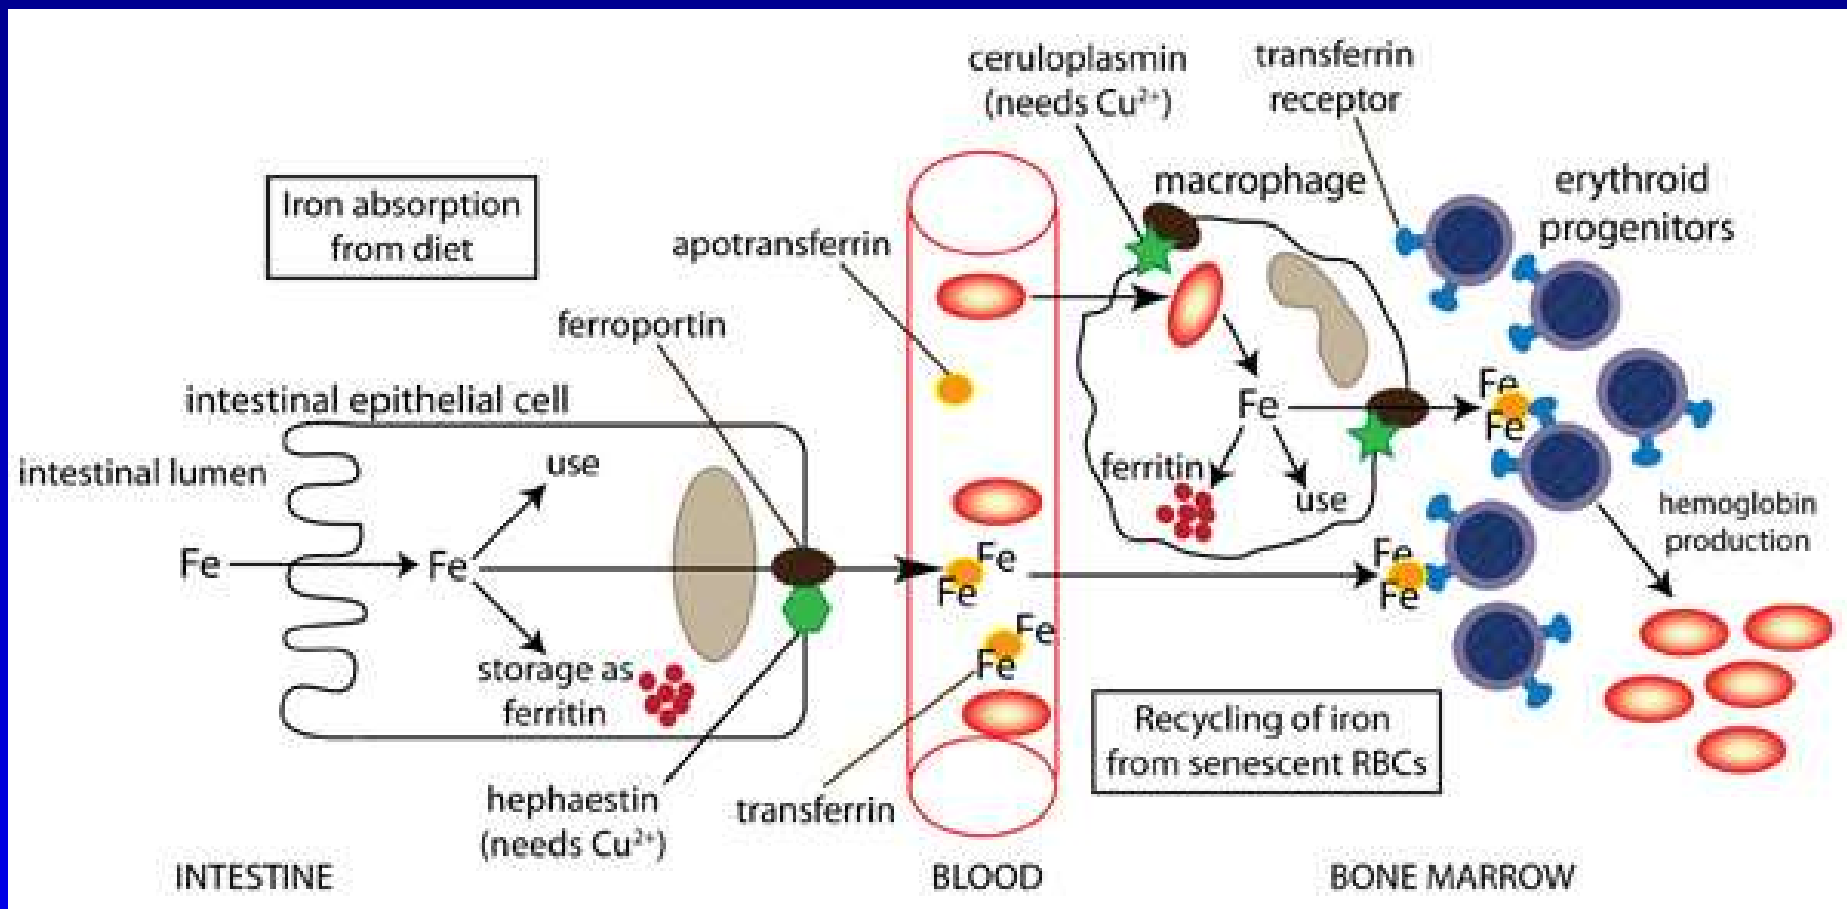 ceruloplasmin
(needs Cu²⁺)
transferrin
receptor
Iron absorption
from diet
macrophage
erythroid
progenitors
apotransferrin
ferroportin
intestinal epithelial cell
intestinal lumen
use
Fe
Fe
storage as
ferritin
hephaestin
(needs Cu²⁺)
transferrin
Fe
Fe
Fe
Fe
Fe
ferritin
use
Fe
Fe
Fe
Fe
hemoglobin
production
Recycling of iron
from senescent RBCs
INTESTINE
BLOOD
BONE MARROW